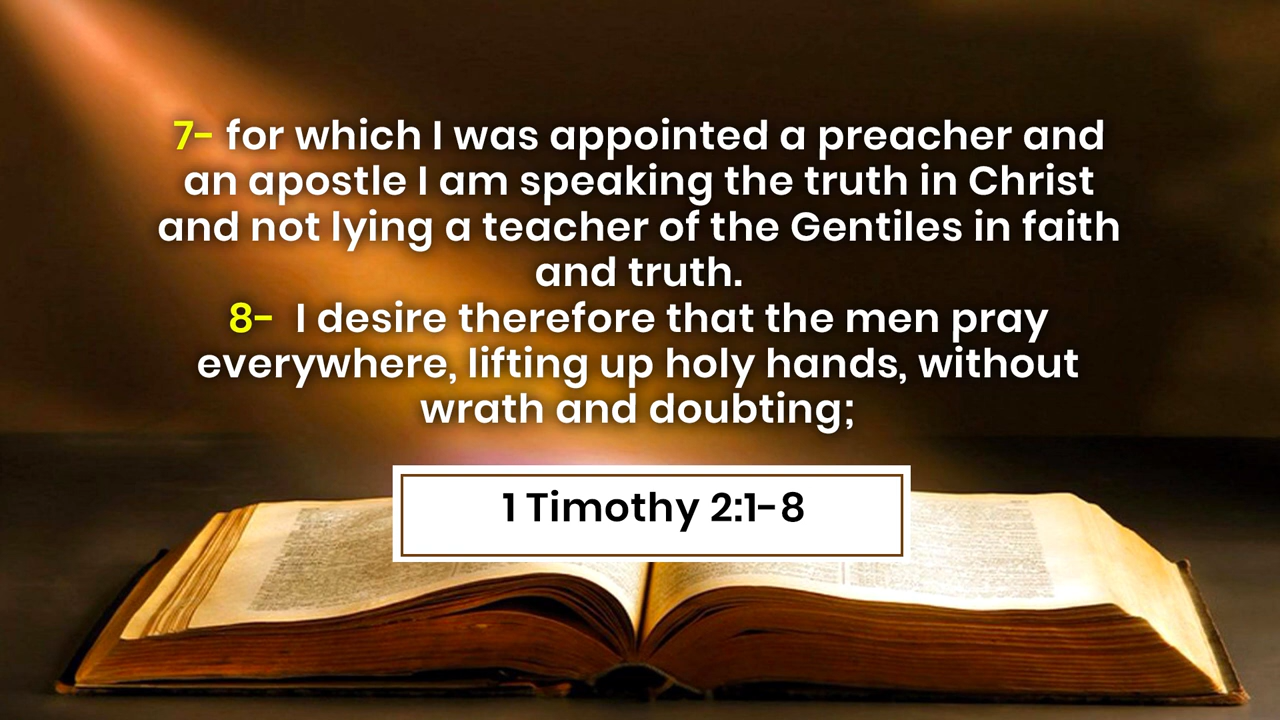 7- for which I was appointed a preacher and
an apostle I am speaking the truth in Christ
and not lying a teacher of the Gentiles in faith
and truth.
8- I desire therefore that the men pray
everywhere, lifting up holy hands, without
wrath and doubting;
1 Timothy 2:1-8